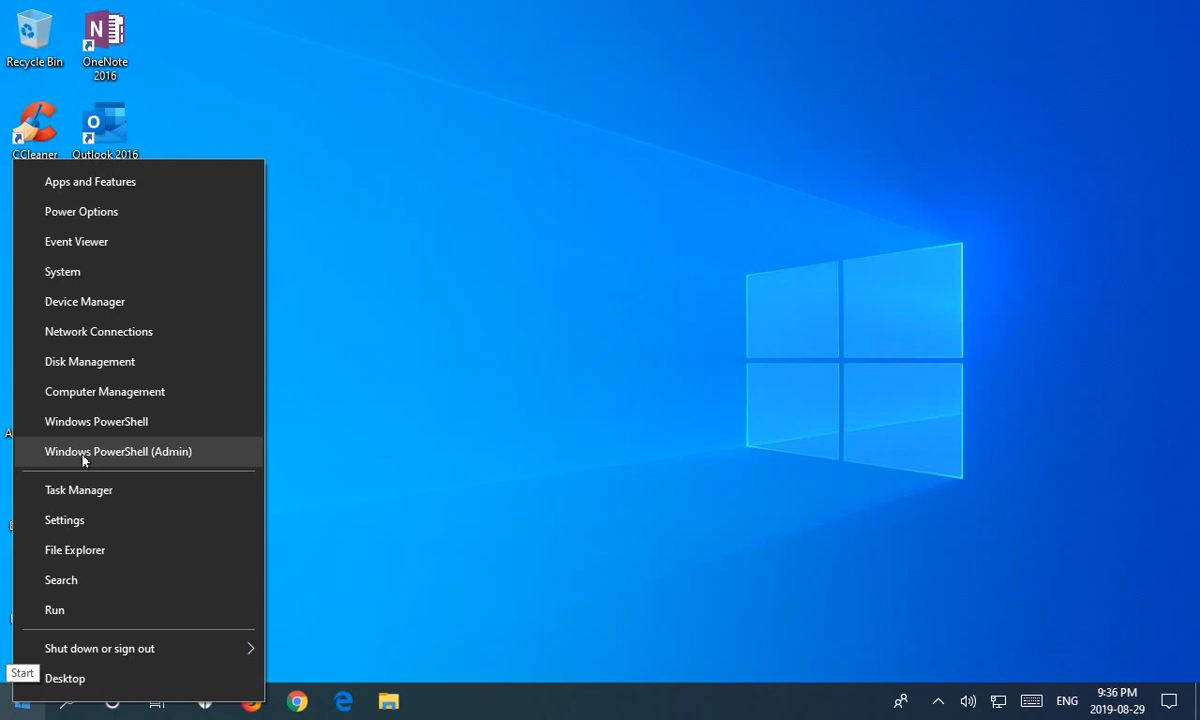 Recycle Bin
OneNote
2016
CCleaner
Outlook 2016
Apps and Features
Power Options
Event Viewer
System
Device Manager
Network Connections
Disk Management
Computer Management
Windows PowerShell
Windows PowerShell (Admin)
Task Manager
Settings
File Explorer
Search
Run
Shut down or sign out
Start
Desktop
ENG
9:36 PM
2019-08-29